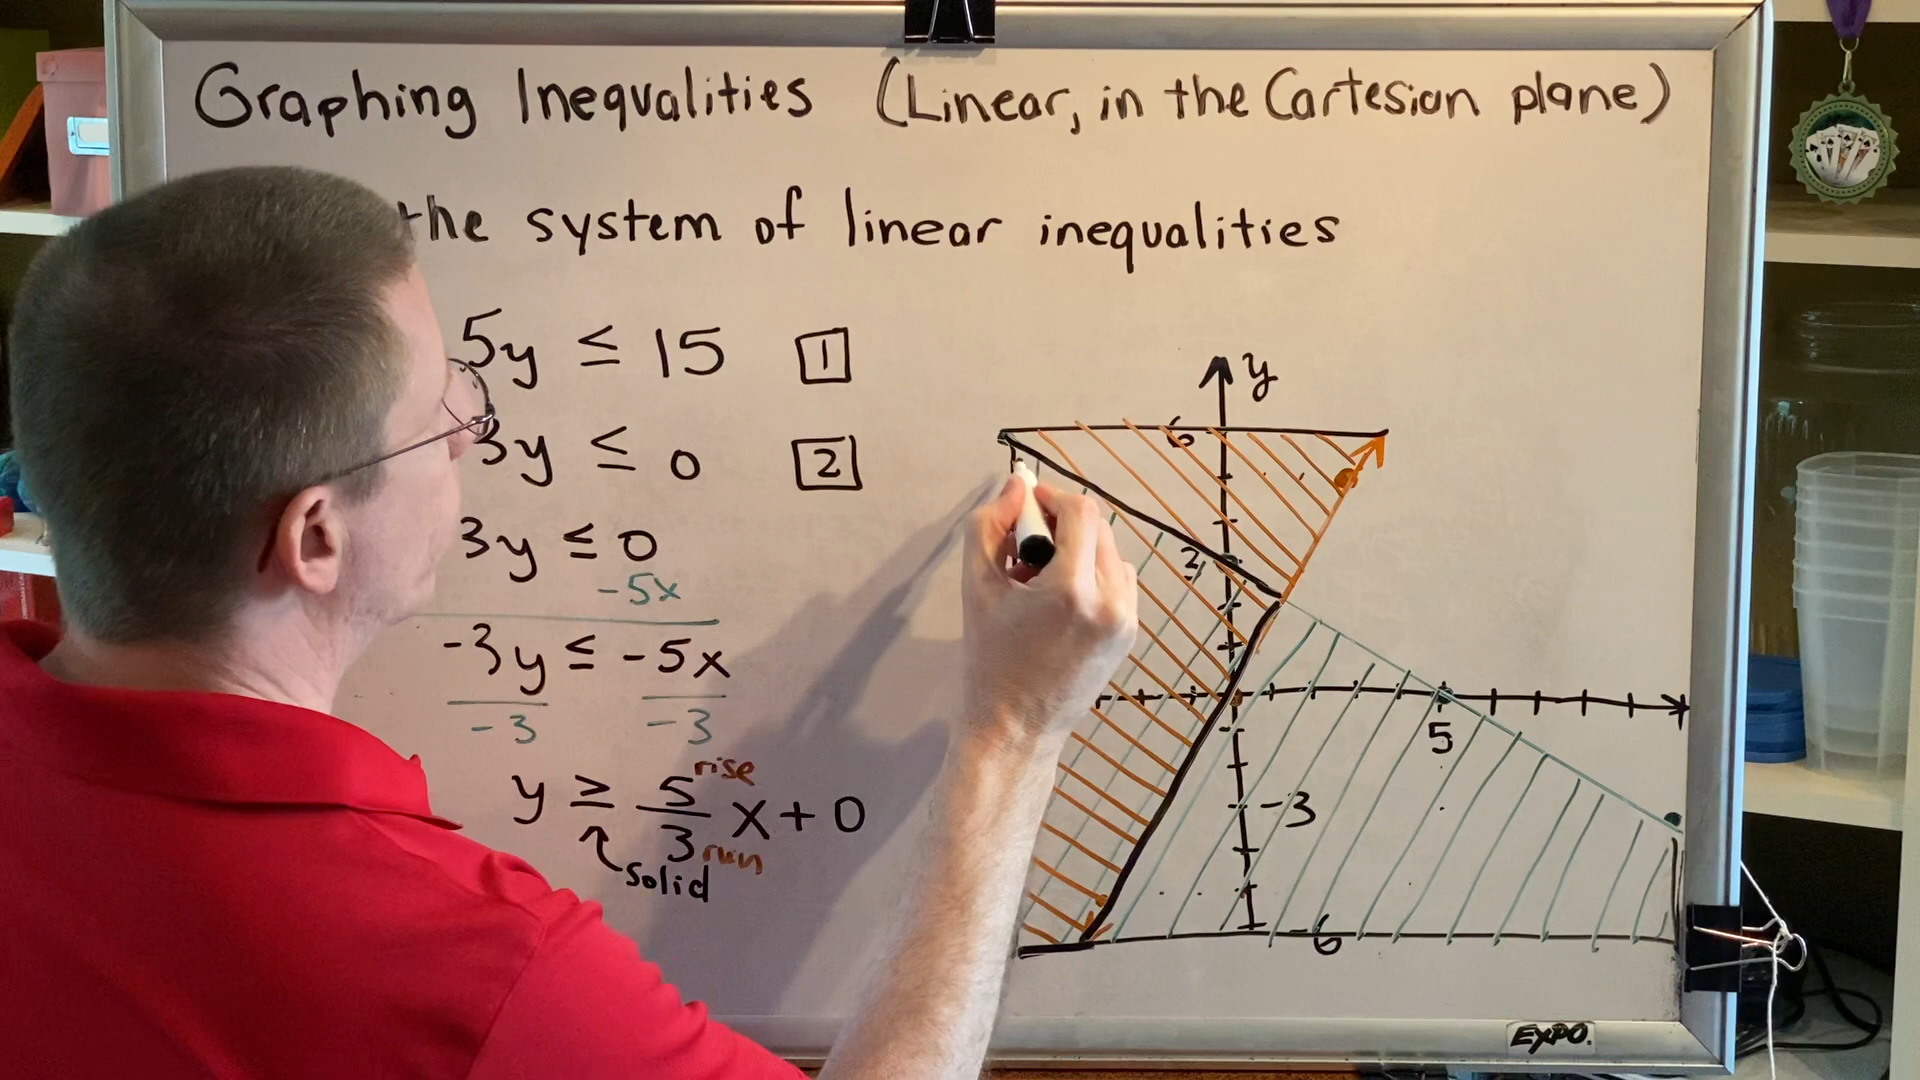 Graphing Inequalities (Linear, in the Cartesian plane)
the system of linear inequalities
5y ≤ 15 1
3y ≤ 0 2
3y ≤ 0
-5x
-3y ≤ -5x
-3 -3
y ≥ 5/3 x + 0
rise
run
solid
y
6
2
5
-3
-6
EXPO.